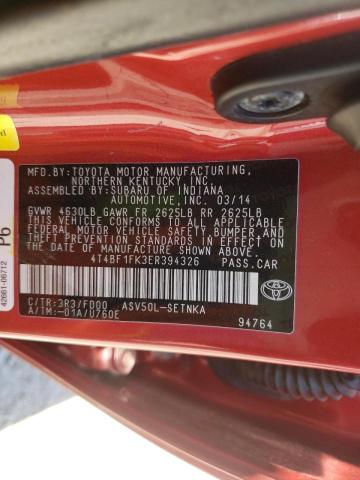 MFD.BY:TOYOTA MOTOR MANUFACTURING,
NORTHERN KENTUCKY, INC.
ASSEMBLED BY:SUBARU OF INDIANA
AUTOMOTIVE,INC. 03/14
GVWR 4630LB GAWR FR 2625LB RR 2625LB
THIS VEHICLE CONFORMS TO ALL APPLICABLE
FEDERAL MOTOR VEHICLE SAFETY, BUMPER, AND
THEFT PREVENTION STANDARDS IN EFFECT ON THE
DATE OF MANUFACTURE SHOWN ABOVE.
4T4BF1FK3ER394326 PASS.CAR
C/TR:3R3/FD00 ASV50L-SETNKA
A/TM:-01A/U760E
94764
P6
42661-06712